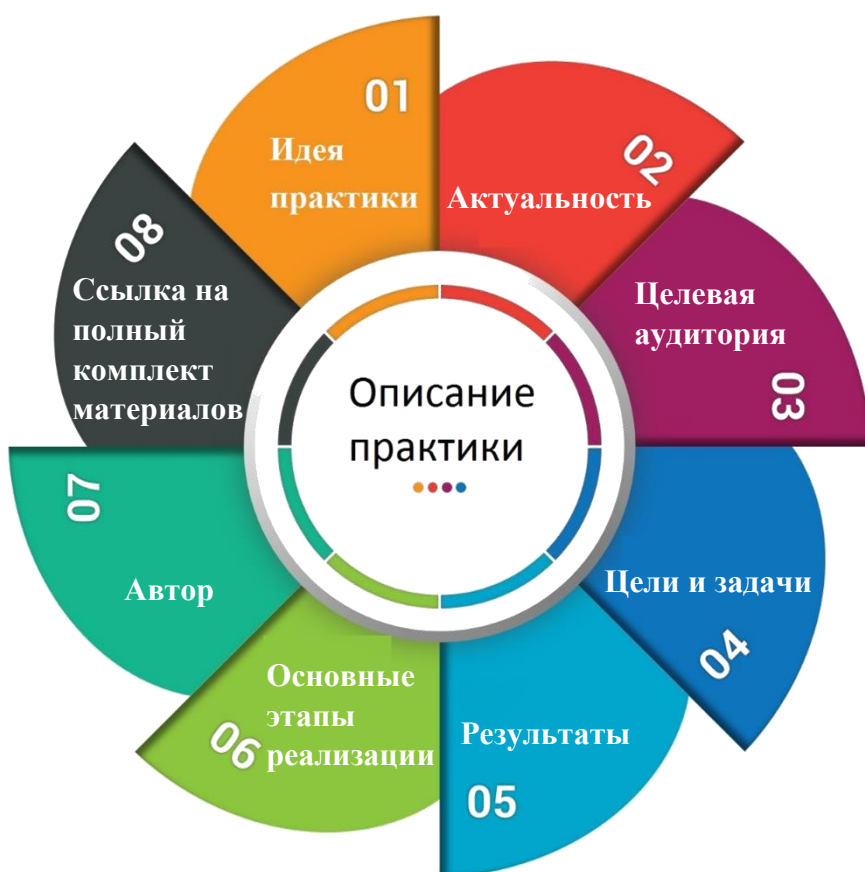 Описание
практики
01
Идея
практики
02
Актуальность
03
Целевая
аудитория
Цели и задачи
04
Результаты
05
Основные
этапы
реализации
06
07
Автор
08
Ссылка на
полный
комплект
материалов